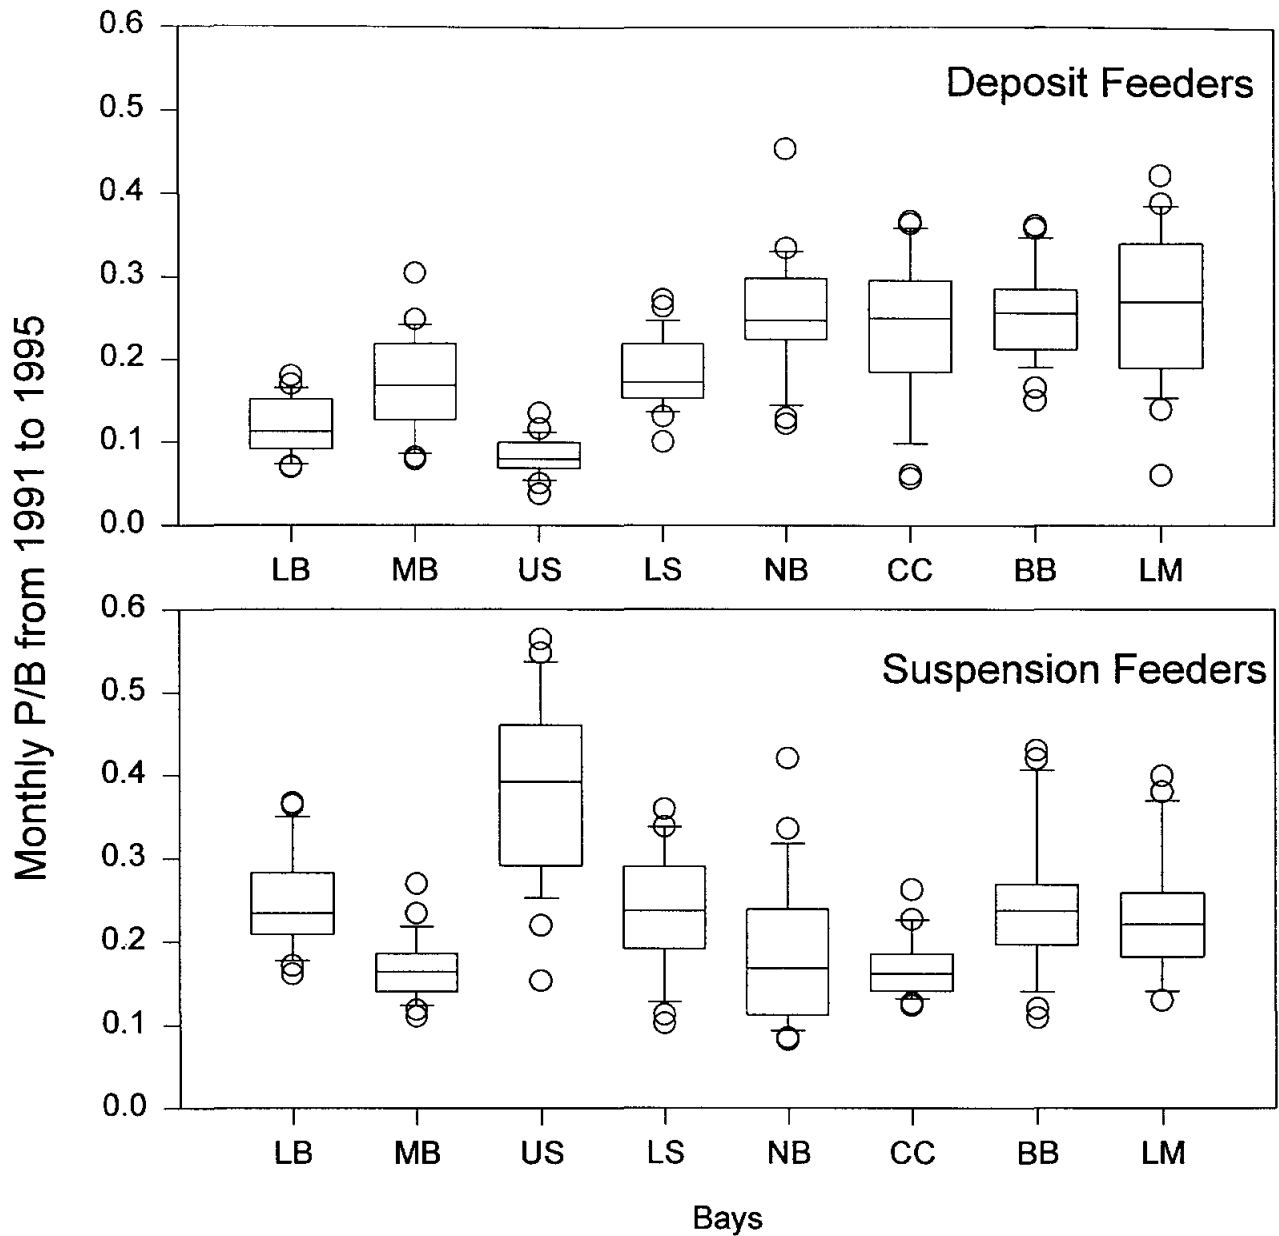 Monthly P/B from 1991 to 1995
0.6
Deposit Feeders
0.5
0.4
0.3
0.2
0.1
0.0
LB MB US LS NB CC BB LM
0.6
Suspension Feeders
0.5
0.4
0.3
0.2
0.1
0.0
LB MB US LS NB CC BB LM
Bays